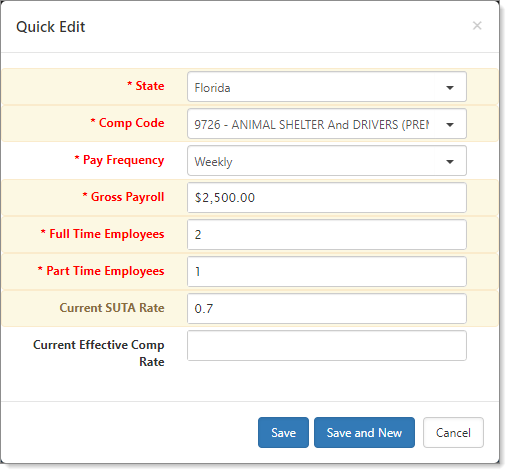 Quick Edit ×
* State Florida
* Comp Code 9726 - ANIMAL SHELTER And DRIVERS (PREM
* Pay Frequency Weekly
* Gross Payroll $2,500.00
* Full Time Employees 2
* Part Time Employees 1
Current SUTA Rate 0.7
Current Effective Comp
Rate
Save Save and New Cancel